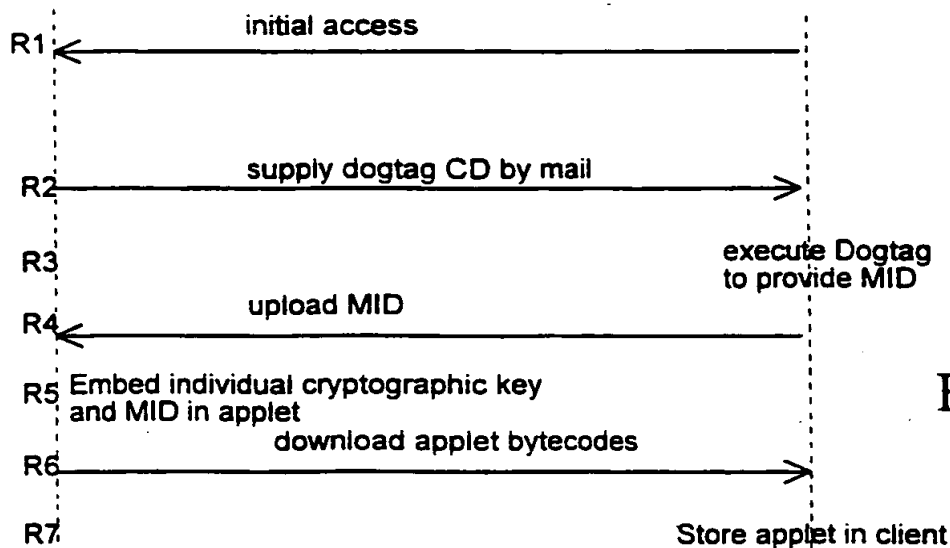 R1 initial access
R2 supply dogtag CD by mail
R3 execute Dogtag
to provide MID
R4 upload MID
R5 Embed individual cryptographic key
and MID in applet
R6 download applet bytecodes
R7 Store applet in client